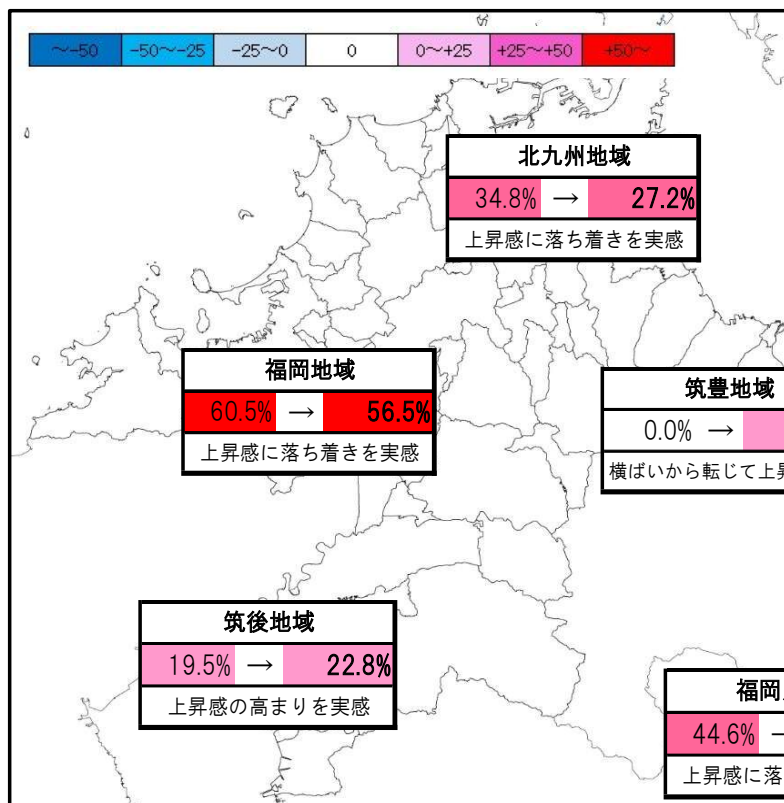 ～-50 -50～-25 -25～0 0 0～+25 +25～+50 +50～
北九州地域
34.8% → 27.2%
上昇感に落ち着きを実感
福岡地域
60.5% → 56.5%
上昇感に落ち着きを実感
筑豊地域
0.0% →
横ばいから転じて上昇
筑後地域
19.5% → 22.8%
上昇感の高まりを実感
福岡
44.6% →
上昇感に落